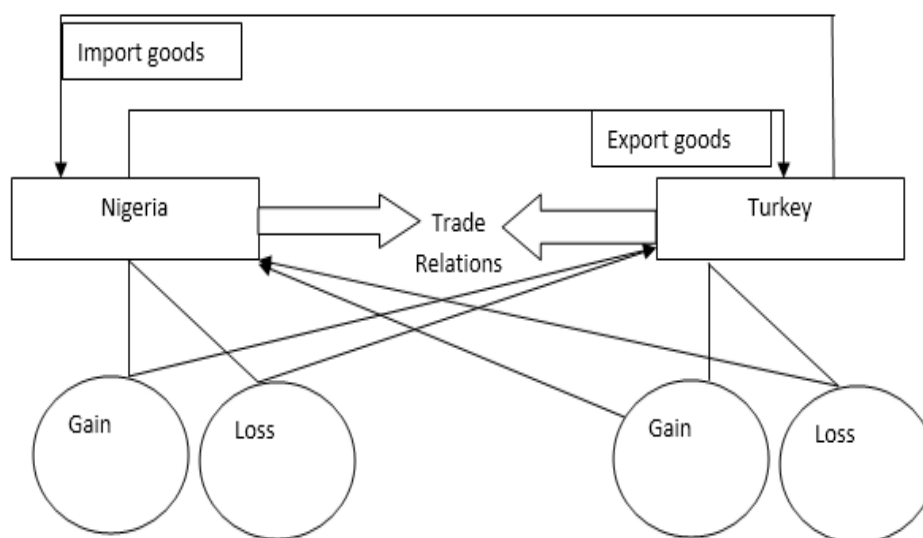 Import goods
Export goods
Nigeria
Turkey
Trade
Relations
Gain
Loss
Gain
Loss